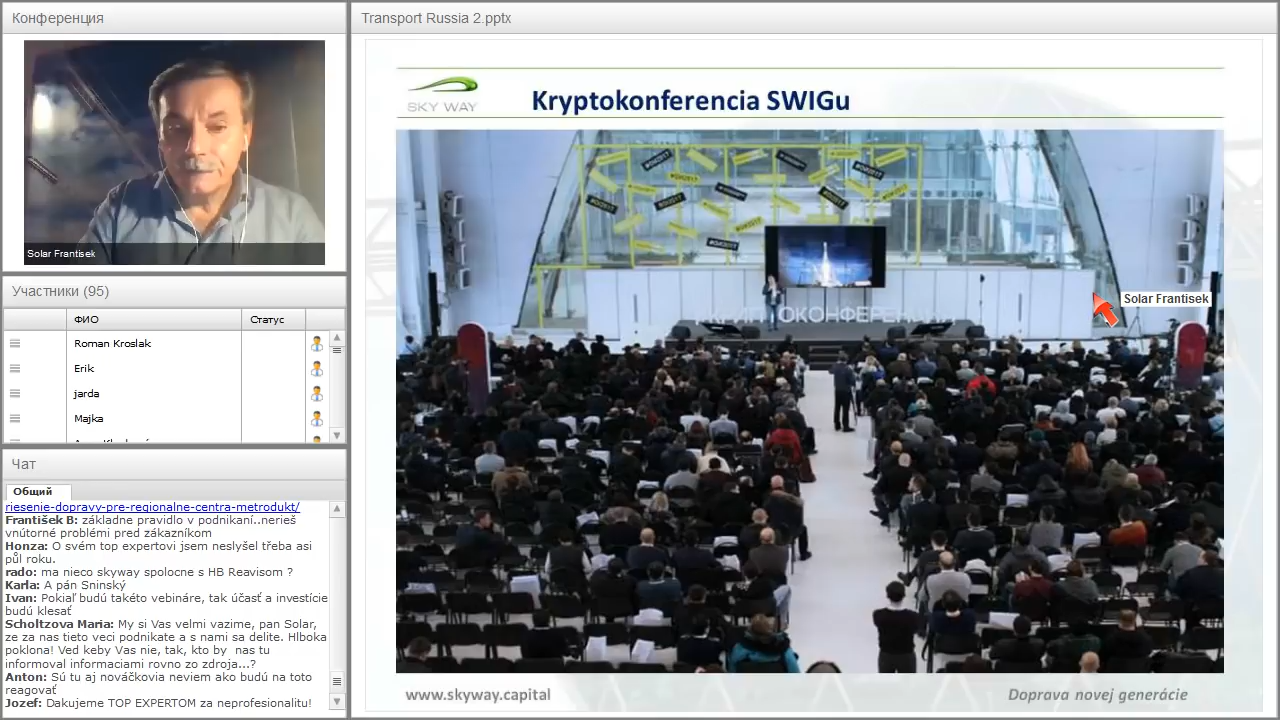 Конференция
Solar Frantisek
Участники (95)
ФИО
Статус
Roman Kroslak
Erik
jarda
Majka
Чат
Общий
riesenie-dopravy-pre-regionalne-centra-metrodukt/
František B: základne pravidlo v podnikaní..nerieš
vnútorné problémi pred zákazníkom
Honza: O svém top expertovi jsem neslyšel třeba asi
půl roku.
rado: ma nieco skyway spolocne s HB Reavisom ?
Karla: A pán Sninský
Ivan: Pokiaľ budú takéto vebináre, tak účasť a investície
budú klesať
Scholtzova Maria: My si Vas velmi vazime, pan Solar,
ze za nas tieto veci podnikate a s nami sa delite. Hlboka
poklona! Ved keby Vas nie, tak, kto by nas tu
informoval informaciami rovno zo zdroja...?
Anton: Sú tu aj nováčkovia neviem ako budú na toto
reagovať
Jozef: Dakujeme TOP EXPERTOM za neprofesionalitu!
Transport Russia 2.pptx
SKY WAY
Kryptokonferencia SWIGu
КРИПТОКОНФЕРЕНЦИЯ
Solar Frantisek
www.skyway.capital
Doprava novej generácie